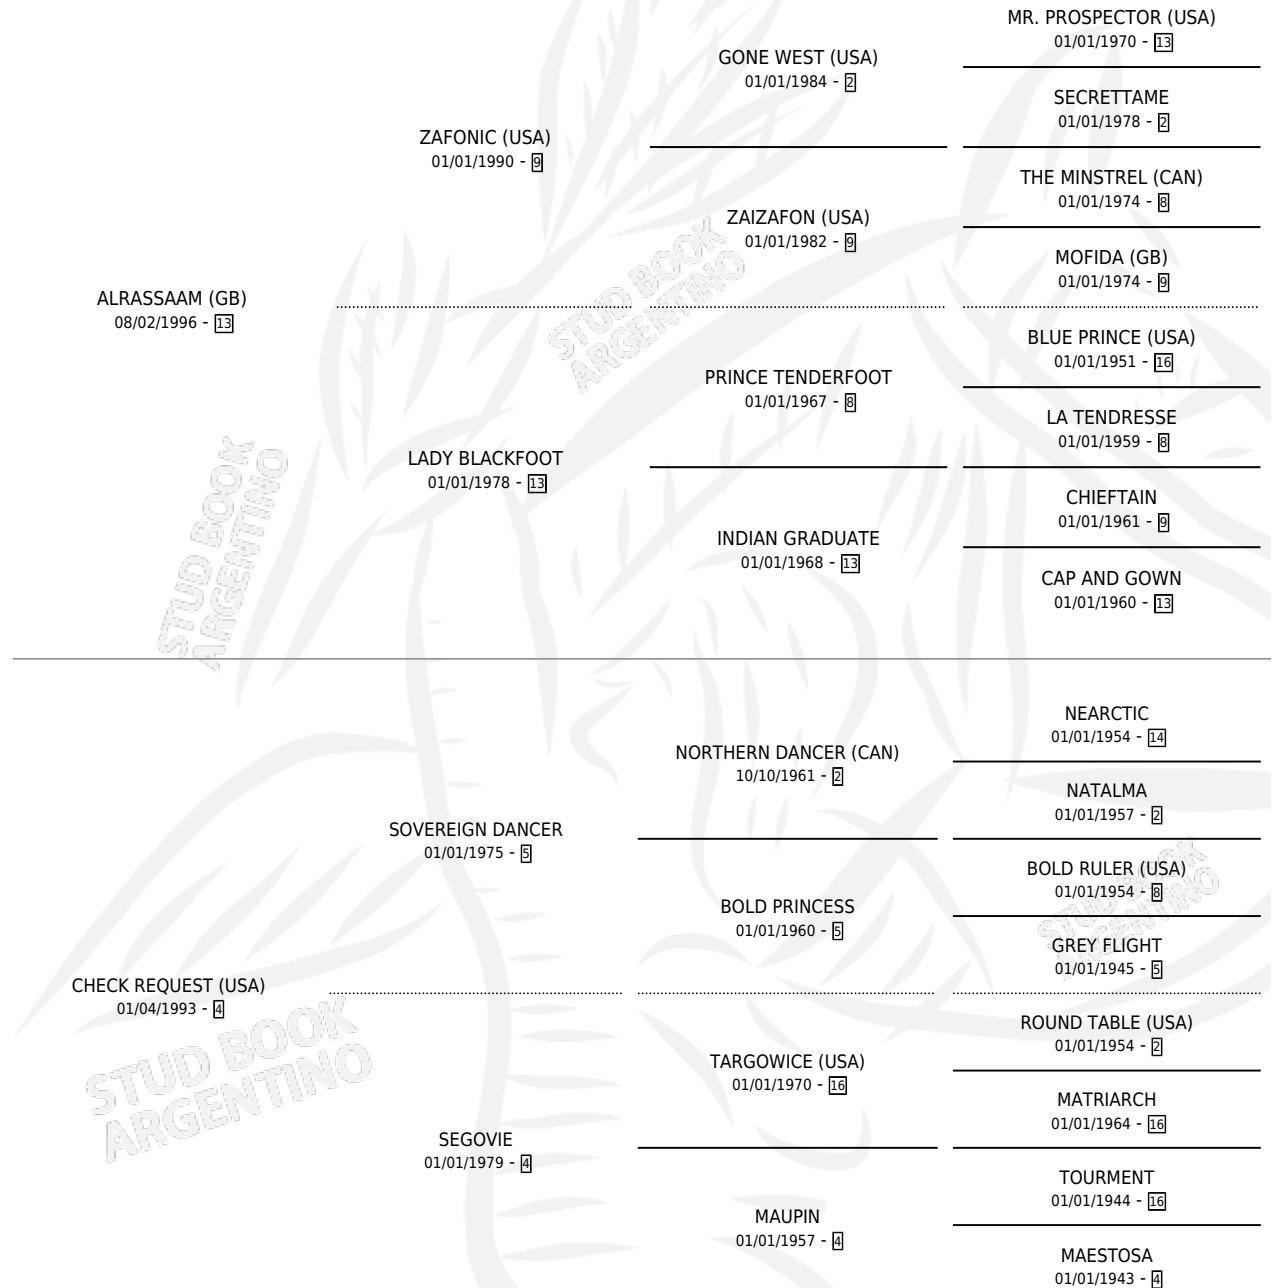 MR. PROSPECTOR (USA)
01/01/1970 - 13
GONE WEST (USA)
01/01/1984 - 2
SECRETTAME
01/01/1978 - 2
ZAFONIC (USA)
01/01/1990 - 9
THE MINSTREL (CAN)
01/01/1974 - 8
ZAIZAFON (USA)
01/01/1982 - 9
MOFIDA (GB)
01/01/1974 - 9
ALRASSAAM (GB)
08/02/1996 - 13
STUD BOOK
ARGENTINO
BLUE PRINCE (USA)
01/01/1951 - 16
PRINCE TENDERFOOT
01/01/1967 - 8
LA TENDRESSE
01/01/1959 - 8
LADY BLACKFOOT
01/01/1978 - 13
CHIEFTAIN
01/01/1961 - 9
INDIAN GRADUATE
01/01/1968 - 13
CAP AND GOWN
01/01/1960 - 13
STUD BOOK
ARGENTINO
NEARCTIC
01/01/1954 - 14
NORTHERN DANCER (CAN)
10/10/1961 - 2
NATALMA
01/01/1957 - 2
SOVEREIGN DANCER
01/01/1975 - 5
BOLD RULER (USA)
01/01/1954 - 8
BOLD PRINCESS
01/01/1960 - 5
STUD BOOK
ARGENTINO
GREY FLIGHT
01/01/1945 - 5
CHECK REQUEST (USA)
01/04/1993 - 4
ROUND TABLE (USA)
01/01/1954 - 2
TARGOWICE (USA)
01/01/1970 - 16
STUD BOOK
ARGENTINO
MATRIARCH
01/01/1964 - 16
SEGOVIE
01/01/1979 - 4
TOURMENT
01/01/1944 - 16
MAUPIN
01/01/1957 - 4
MAESTOSA
01/01/1943 - 4